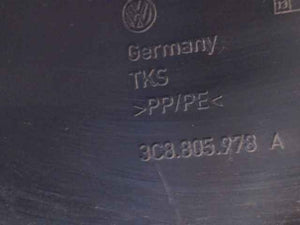 Germany
TKS
>PP/PE<
3C8.805.978 A